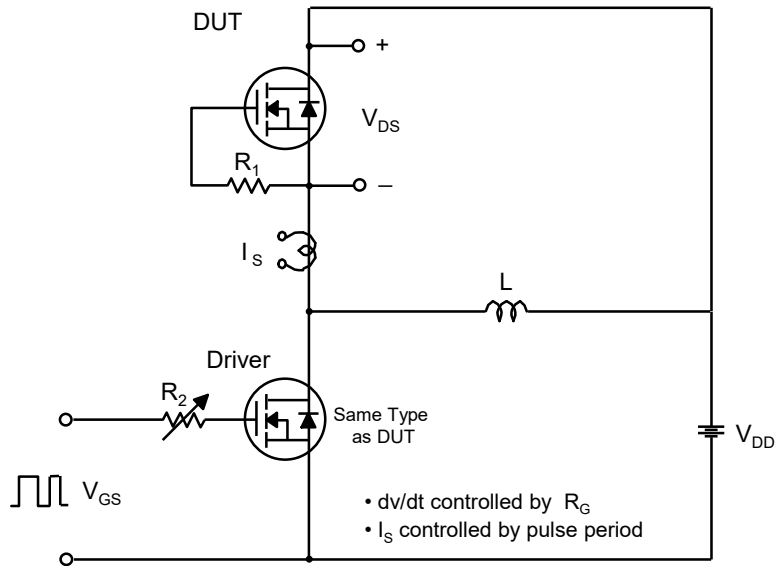 DUT
+
V_DS
R_1
–
I_S
L
Driver
R_2
Same Type
as DUT
V_DD
V_GS
• dv/dt controlled by R_G
• I_S controlled by pulse period